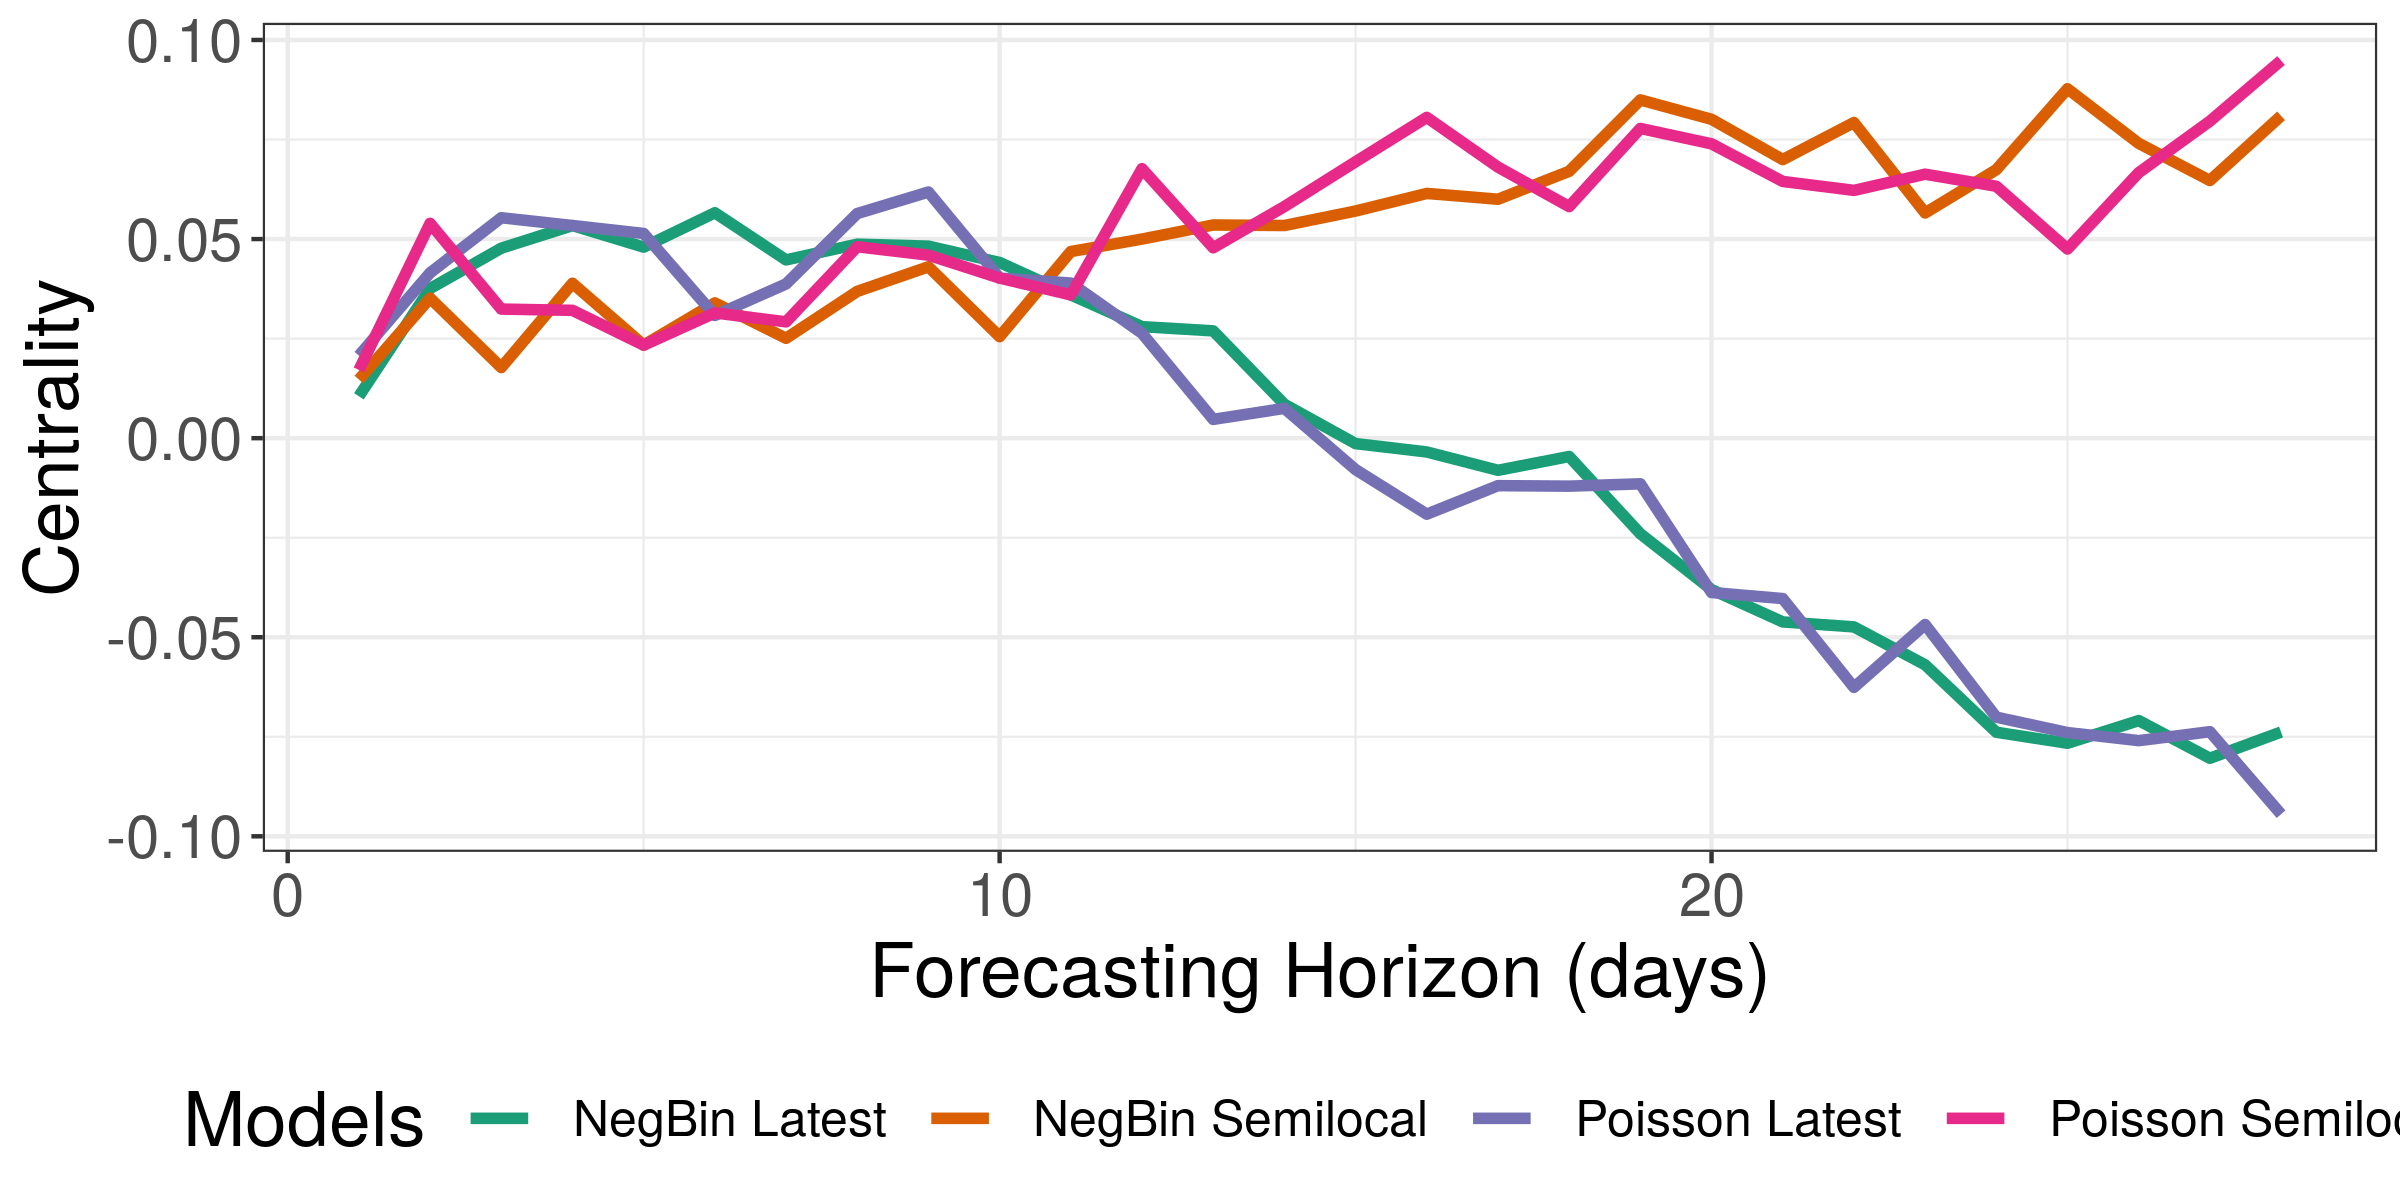 0.10
0.05
0.00
-0.05
-0.10
Centrality
0 10 20
Forecasting Horizon (days)
Models NegBin Latest NegBin Semilocal Poisson Latest Poisson